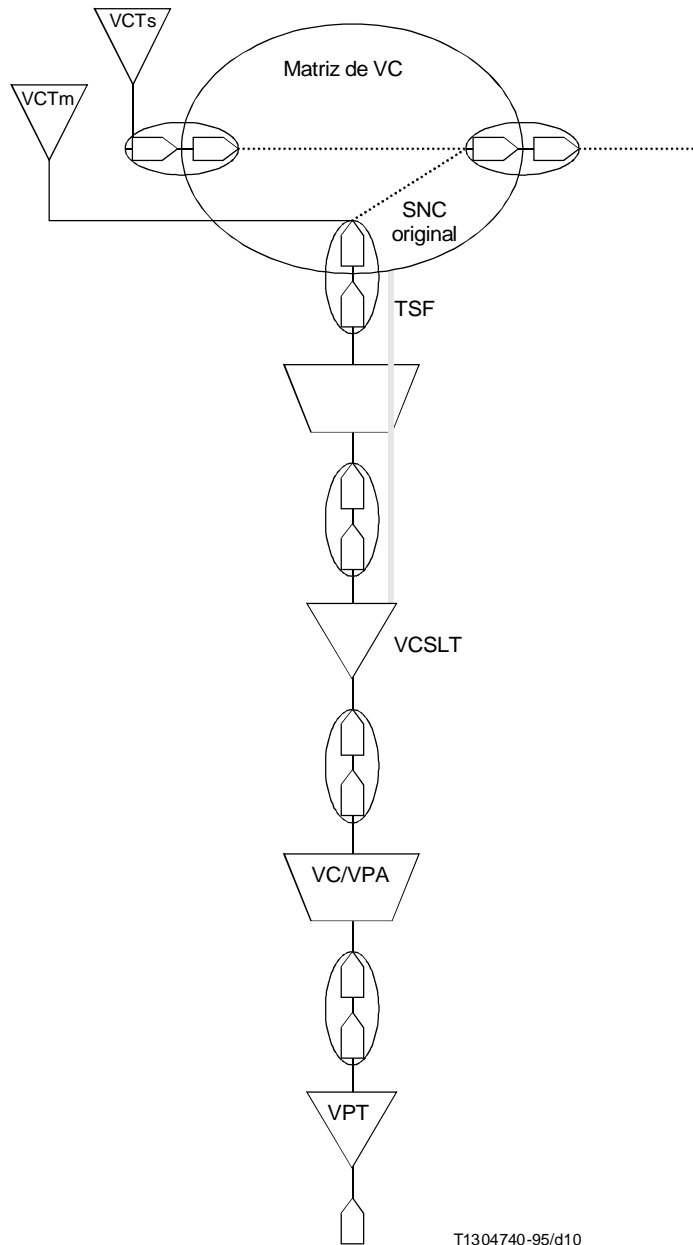 VCTs
Matriz de VC
VCTm
SNC
original
TSF
VCSLT
VC/VPA
VPT
T1304740-95/d10